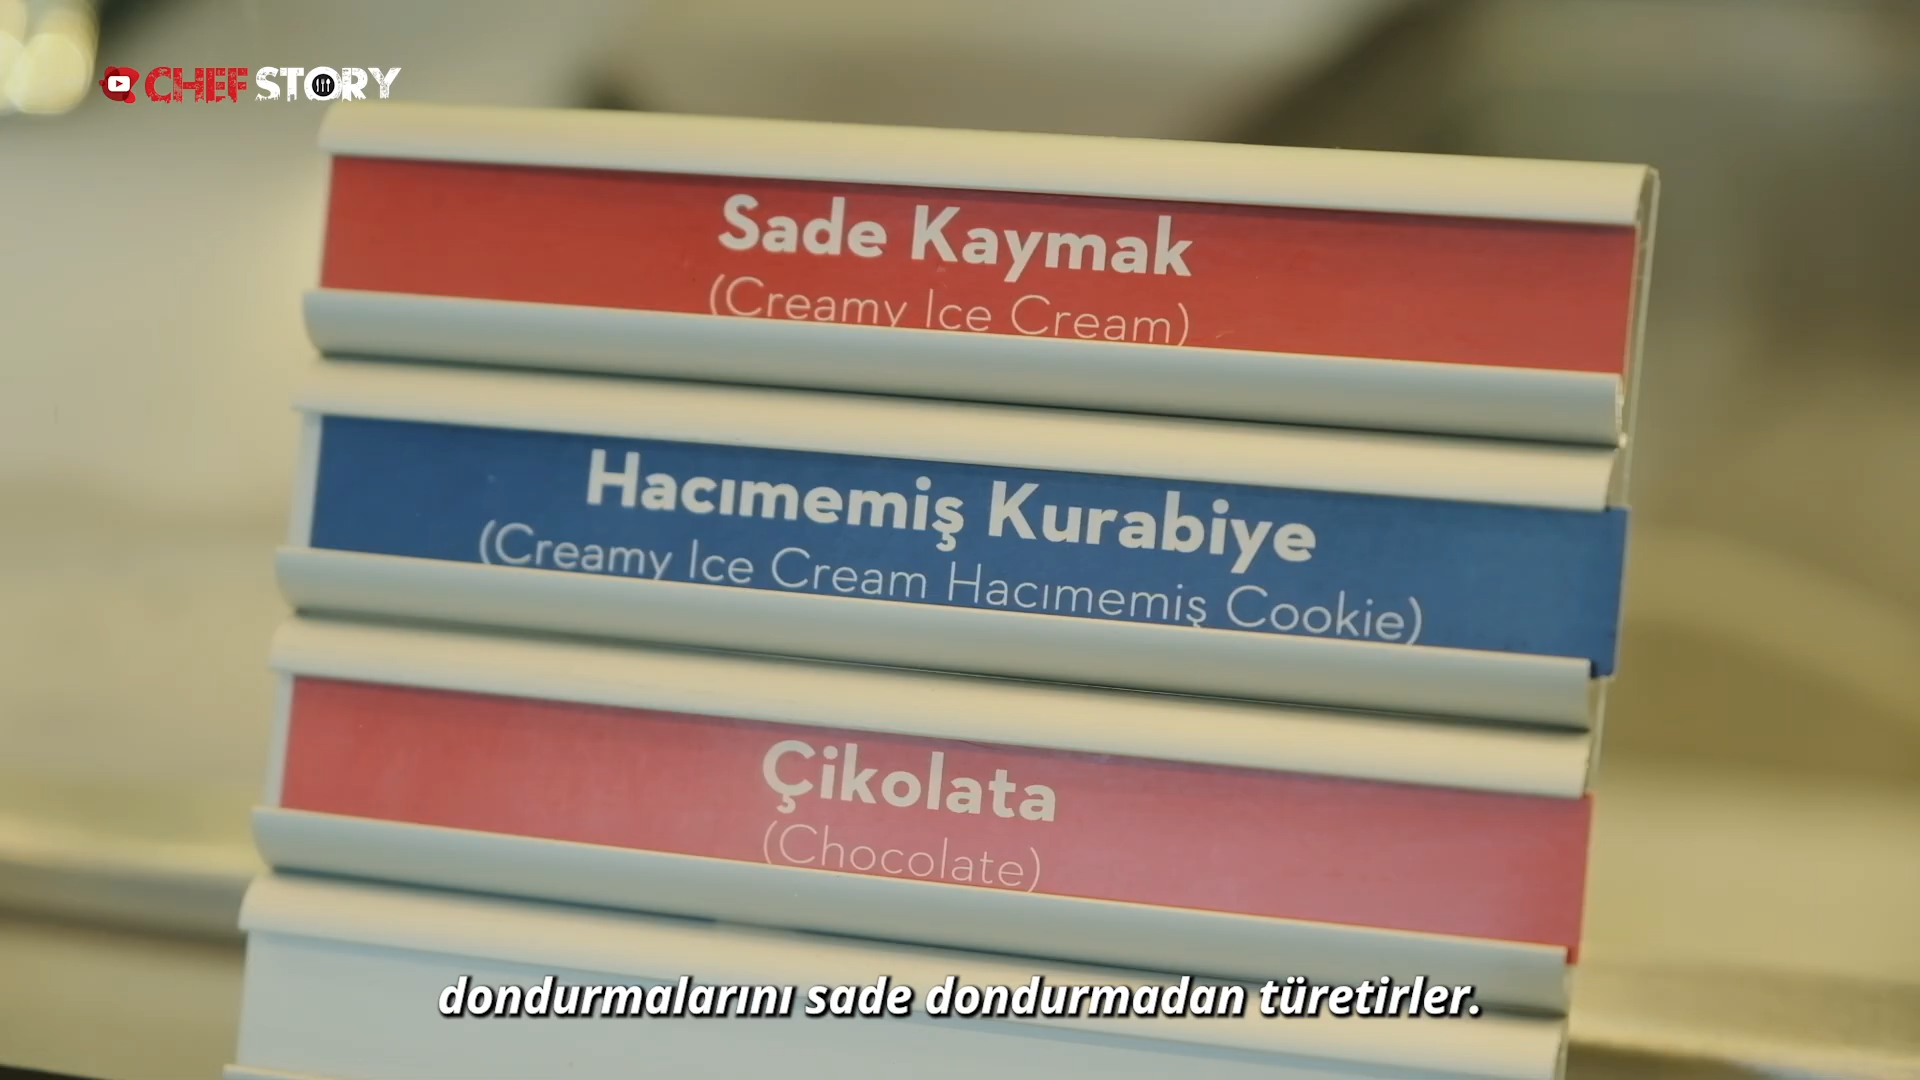 CHEF STORY
Sade Kaymak
(Creamy Ice Cream)
Hacımemiş Kurabiye
(Creamy Ice Cream Hacımemiş Cookie)
Çikolata
(Chocolate)
dondurmalarını sade dondurmadan türetirler.